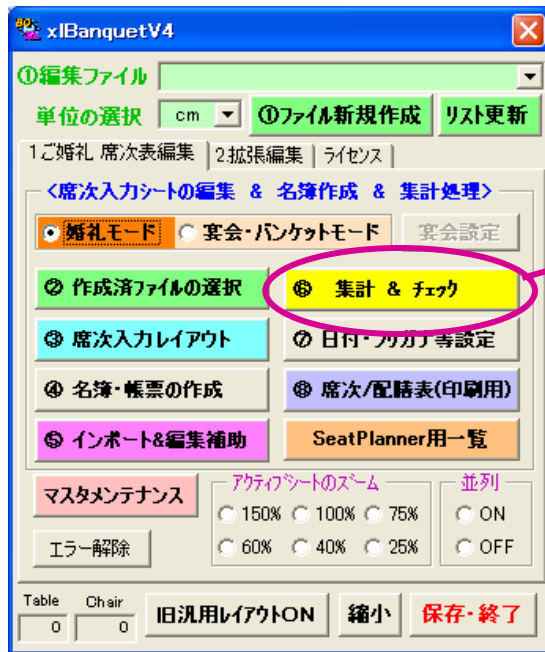 xlBanquetV4
①編集ファイル
単位の選択 cm ①ファイル新規作成 リスト更新
1ご婚礼 席次表編集 2.拡張編集 ライセンス
<席次入力シートの編集 & 名簿作成 & 集計処理>
婚礼モード 宴会・バンケットモード 宴会設定
② 作成済ファイルの選択 ⑥ 集計 & チェック
③ 席次入力レイアウト ⑦ 日付・フリガナ等設定
④ 名簿・帳票の作成 ⑧ 席次/配膳表(印刷用)
⑤ インポート&編集補助 SeatPlanner用一覧
マスタメンテナンス アクティブシートのズーム 並列
150% 100% 75% ON
エラー解除 60% 40% 25% OFF
Table Chair
0 0 旧汎用レイアウトON 縮小 保存・終了